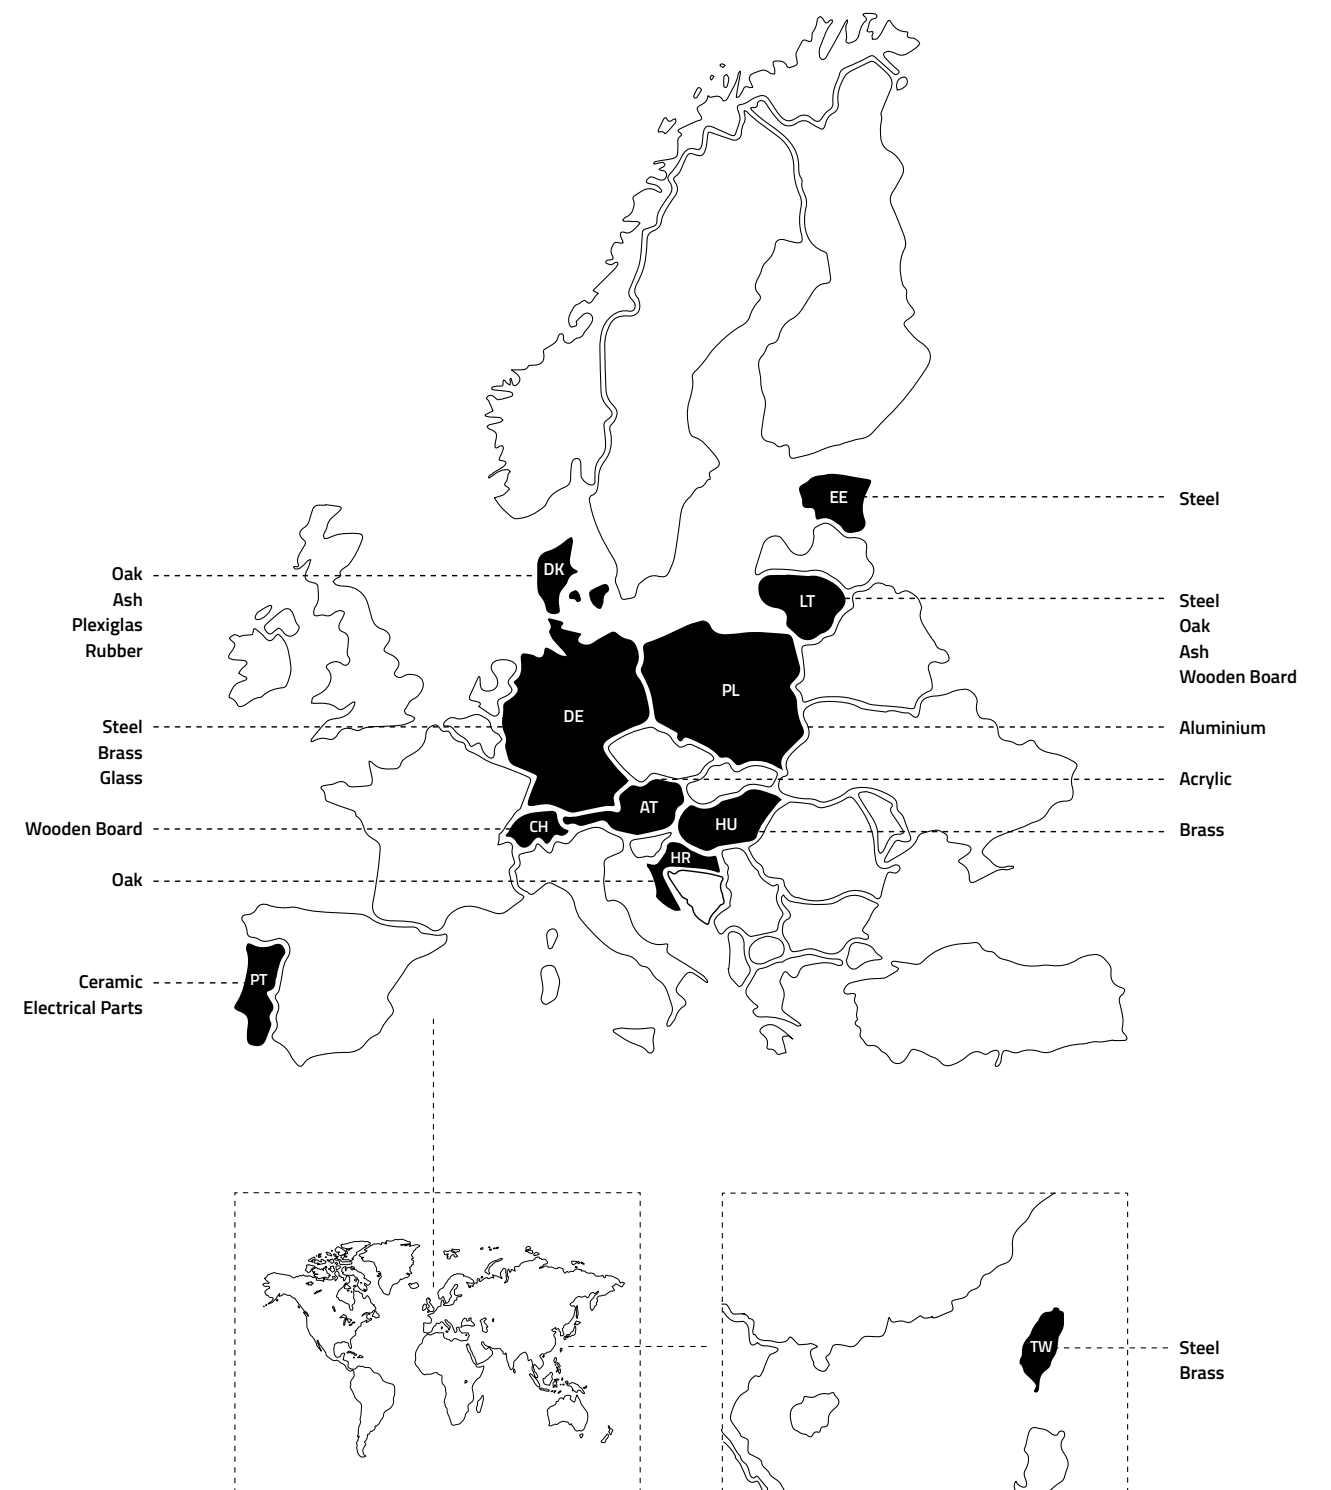 EE
Steel
DK
Oak
Ash
Plexiglas
Rubber
LT
Steel
Oak
Ash
Wooden Board
PL
DE
Steel
Brass
Glass
Aluminium
Acrylic
AT
HU
CH
Wooden Board
Brass
HR
Oak
PT
Ceramic
Electrical Parts
TW
Steel
Brass